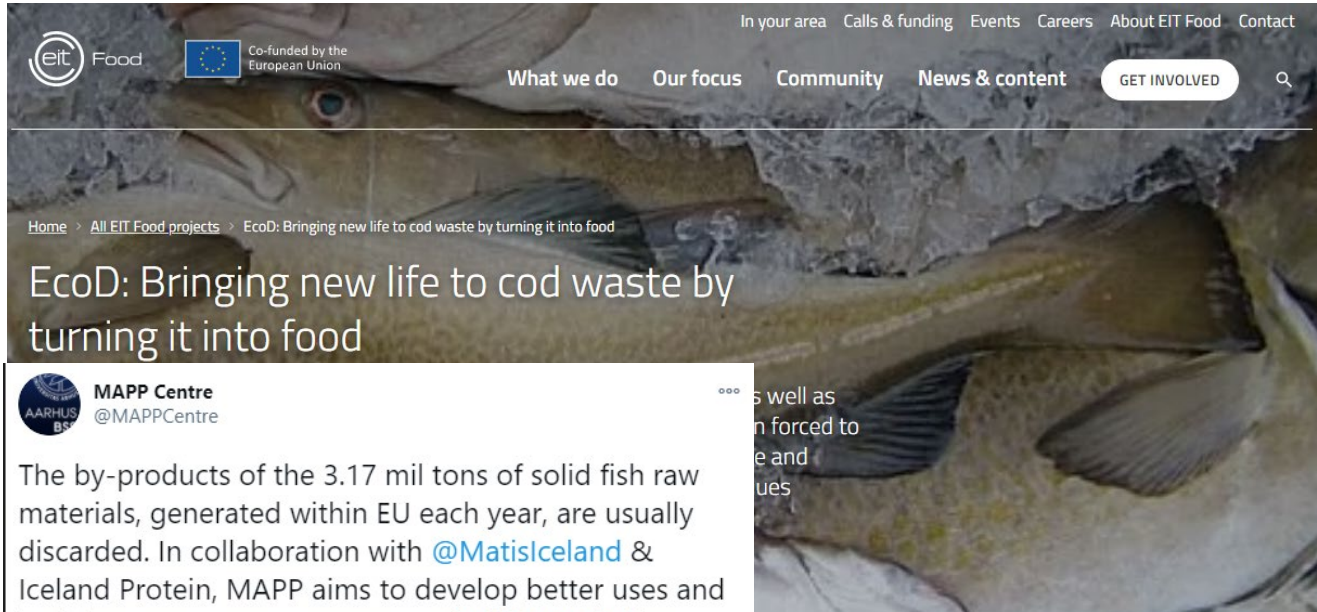 In your area Calls & funding Events Careers About EIT Food Contact
eit Food
Co-funded by the
European Union
What we do Our focus Community News & content GET INVOLVED
Home > All EIT Food projects > EcoD: Bringing new life to cod waste by turning it into food
EcoD: Bringing new life to cod waste by
turning it into food
s well as
n forced to
e and
ues
AARHUS
BSS
MAPP Centre
@MAPPCentre
The by-products of the 3.17 mil tons of solid fish raw
materials, generated within EU each year, are usually
discarded. In collaboration with @MatisIceland &
Iceland Protein, MAPP aims to develop better uses and